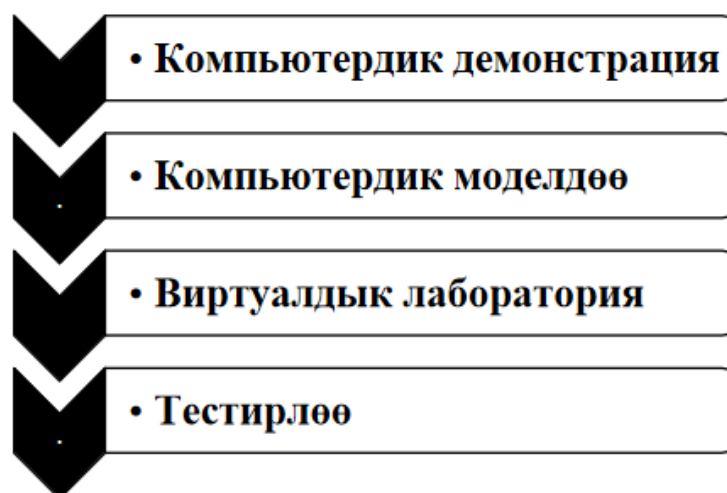 • Компьютердик демонстрация
• Компьютердик моделдөө
• Виртуалдык лаборатория
• Тестирлөө